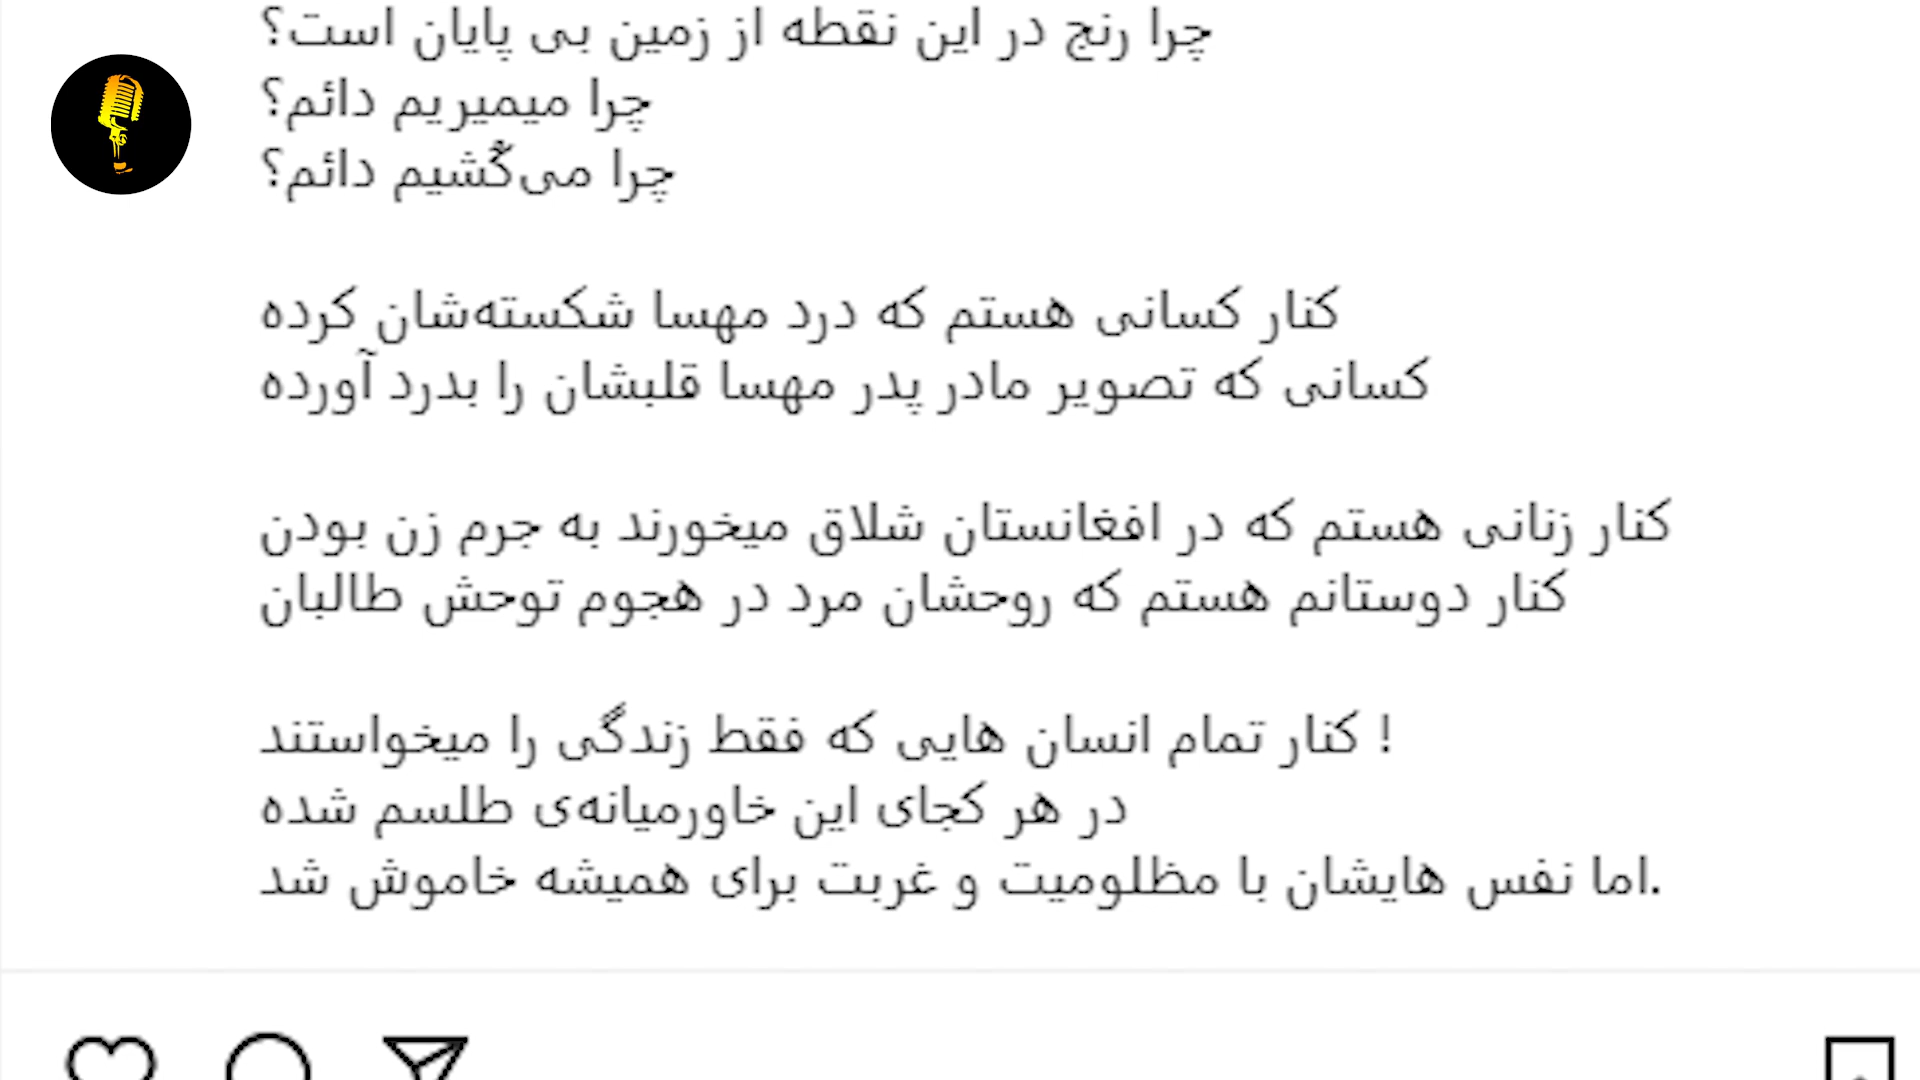 چرا رنج در این نقطه از زمین بی پایان است؟
چرا میمیریم دائم؟
چرا می‌کُشیم دائم؟
کنار کسانی هستم که درد مهسا شکسته‌شان کرده
کسانی که تصویر مادر پدر مهسا قلبشان را بدرد آورده
کنار زنانی هستم که در افغانستان شلاق میخورند به جرم زن بودن
کنار دوستانم هستم که روحشان مرد در هجوم توحش طالبان
! کنار تمام انسان هایی که فقط زندگی را میخواستند
در هر کجای این خاورمیانه‌ی طلسم شده
.اما نفس هایشان با مظلومیت و غربت برای همیشه خاموش شد